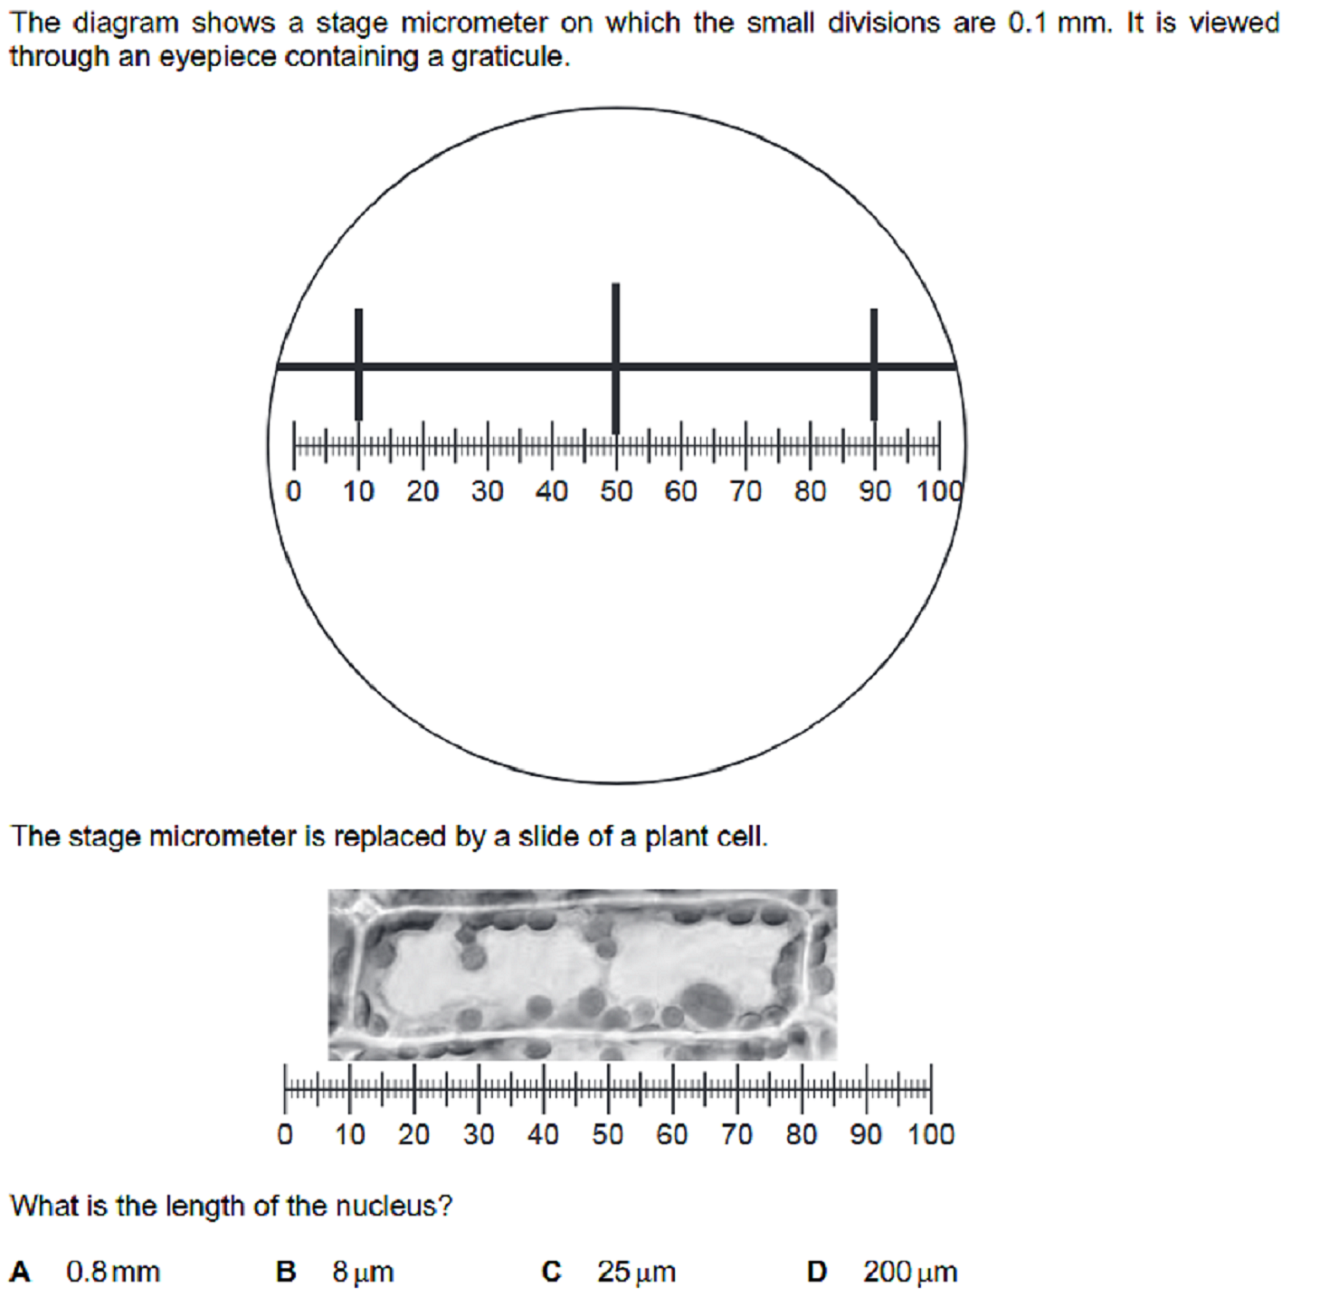 The diagram shows a stage micrometer on which the small divisions are 0.1 mm. It is viewed
through an eyepiece containing a graticule.
0 10 20 30 40 50 60 70 80 90 100
The stage micrometer is replaced by a slide of a plant cell.
0 10 20 30 40 50 60 70 80 90 100
What is the length of the nucleus?
A 0.8 mm B 8 μm C 25 μm D 200 μm